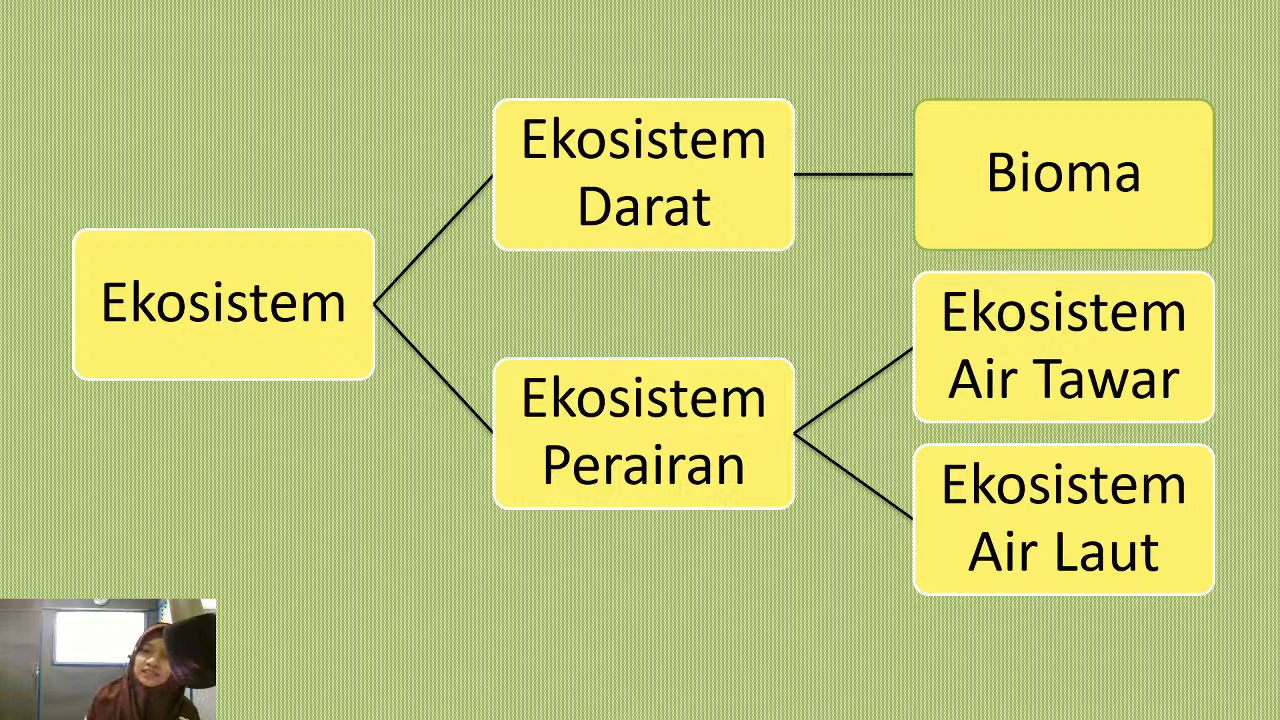 Ekosistem
Ekosistem
Darat
Bioma
Ekosistem
Perairan
Ekosistem
Air Tawar
Ekosistem
Air Laut